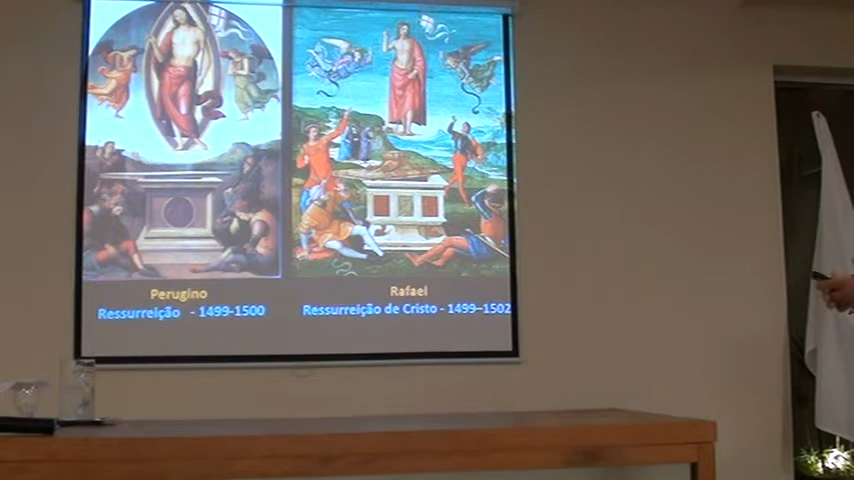 Perugino
Ressurreição - 1499-1500
Rafael
Ressurreição de Cristo - 1499-1502